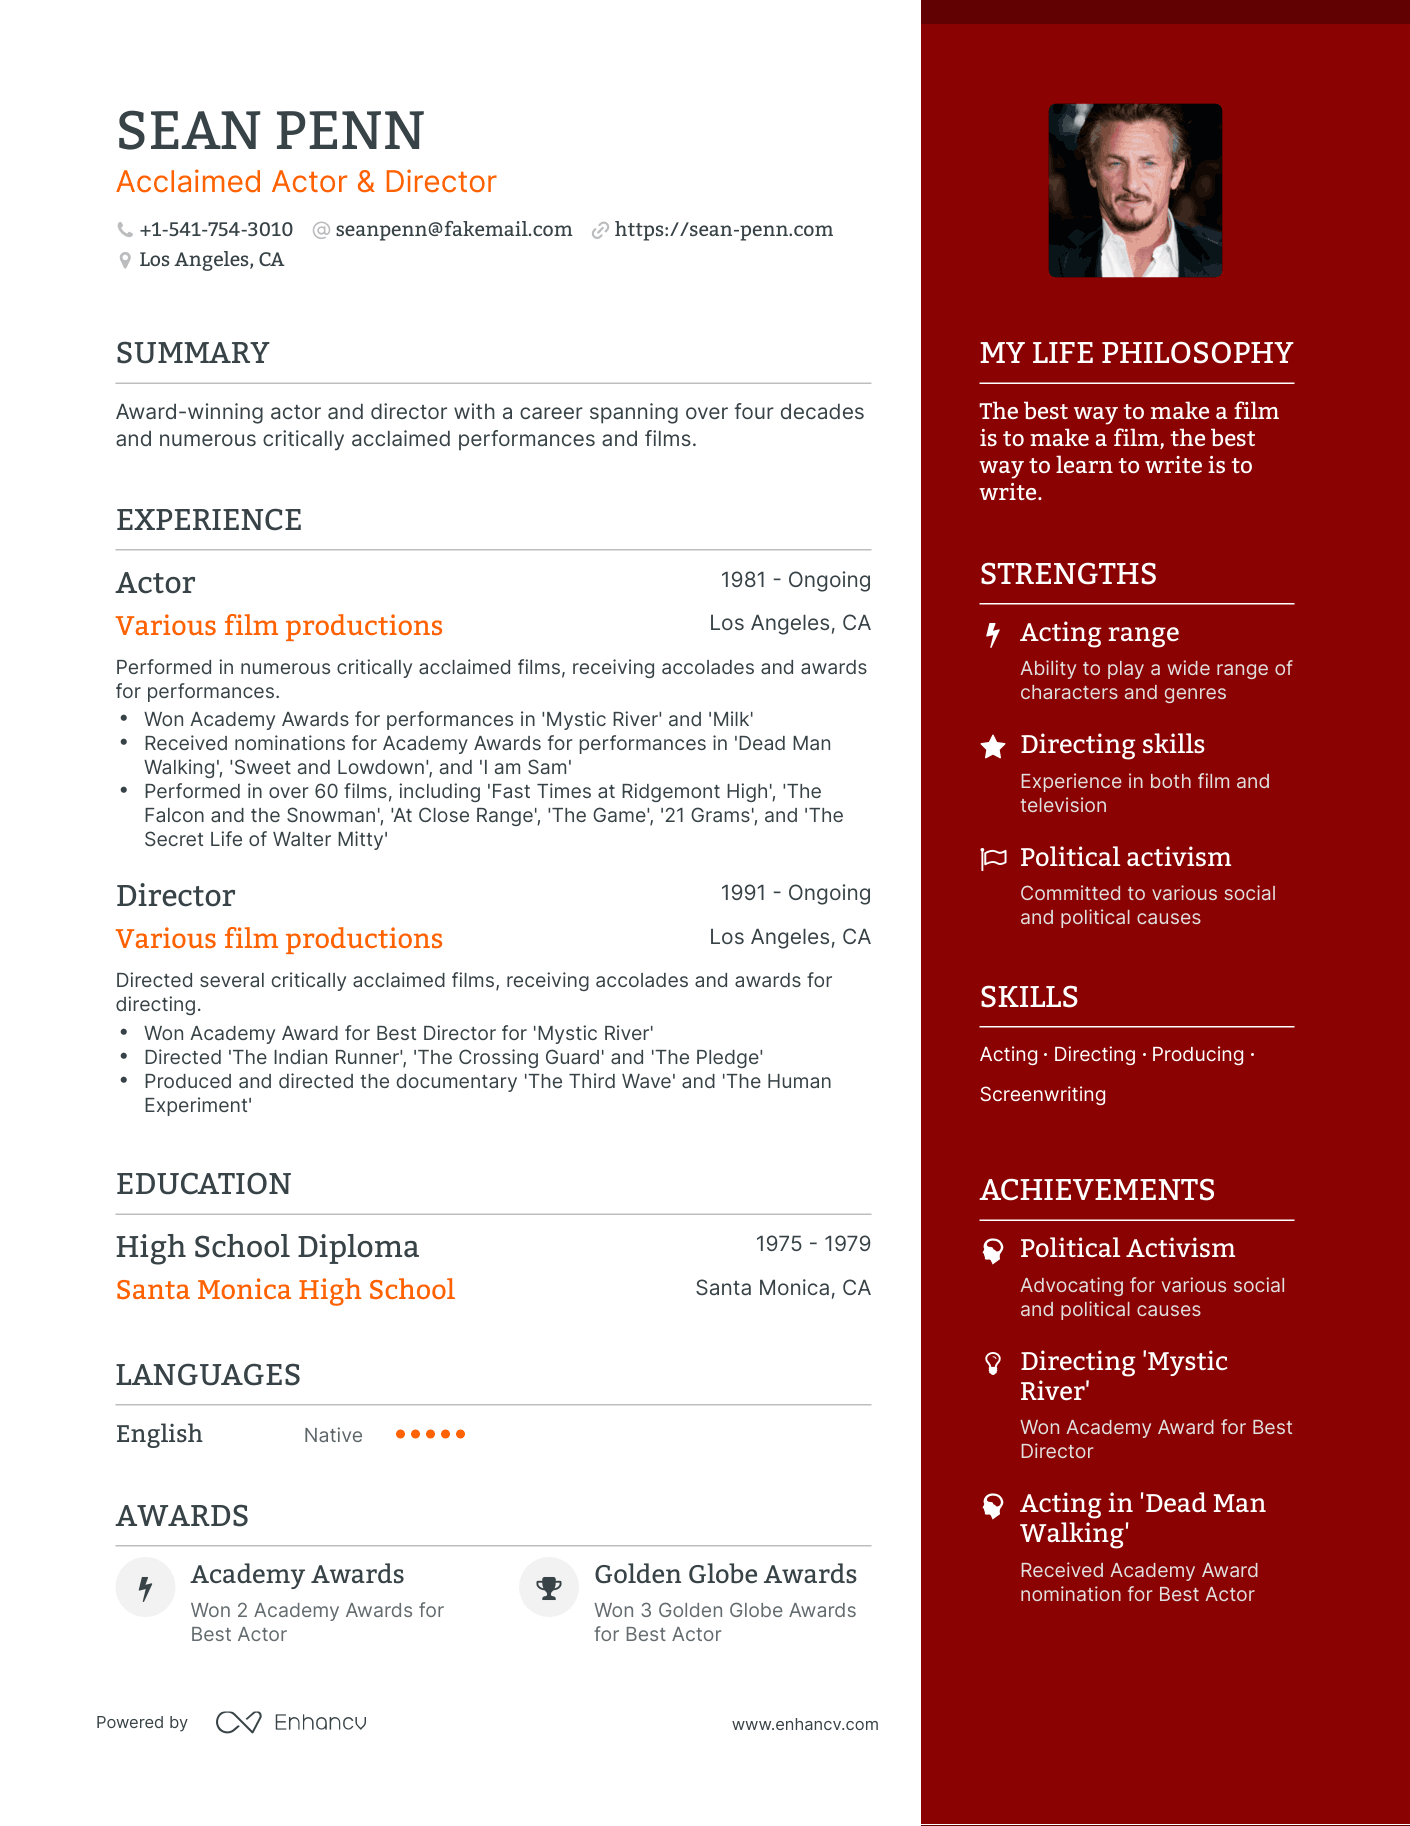 SEAN PENN
Acclaimed Actor & Director
+1-541-754-3010 seanpenn@fakemail.com https://sean-penn.com
Los Angeles, CA
SUMMARY
Award-winning actor and director with a career spanning over four decades
and numerous critically acclaimed performances and films.
EXPERIENCE
Actor 1981 - Ongoing
Various film productions Los Angeles, CA
Performed in numerous critically acclaimed films, receiving accolades and awards
for performances.
• Won Academy Awards for performances in 'Mystic River' and 'Milk'
• Received nominations for Academy Awards for performances in 'Dead Man
Walking', 'Sweet and Lowdown', and 'I am Sam'
• Performed in over 60 films, including 'Fast Times at Ridgemont High', 'The
Falcon and the Snowman', 'At Close Range', 'The Game', '21 Grams', and 'The
Secret Life of Walter Mitty'
Director 1991 - Ongoing
Various film productions Los Angeles, CA
Directed several critically acclaimed films, receiving accolades and awards for
directing.
• Won Academy Award for Best Director for 'Mystic River'
• Directed 'The Indian Runner', 'The Crossing Guard' and 'The Pledge'
• Produced and directed the documentary 'The Third Wave' and 'The Human
Experiment'
EDUCATION
High School Diploma 1975 - 1979
Santa Monica High School Santa Monica, CA
LANGUAGES
English Native
AWARDS
Academy Awards
Won 2 Academy Awards for
Best Actor
Golden Globe Awards
Won 3 Golden Globe Awards
for Best Actor
MY LIFE PHILOSOPHY
The best way to make a film
is to make a film, the best
way to learn to write is to
write.
STRENGTHS
Acting range
Ability to play a wide range of
characters and genres
Directing skills
Experience in both film and
television
Political activism
Committed to various social
and political causes
SKILLS
Acting · Directing · Producing ·
Screenwriting
ACHIEVEMENTS
Political Activism
Advocating for various social
and political causes
Directing 'Mystic
River'
Won Academy Award for Best
Director
Acting in 'Dead Man
Walking'
Received Academy Award
nomination for Best Actor
Powered by Enhancv www.enhancv.com